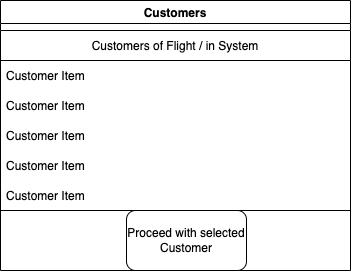 Customers
Customers of Flight / in System
Customer Item
Customer Item
Customer Item
Customer Item
Customer Item
Proceed with selected
Customer